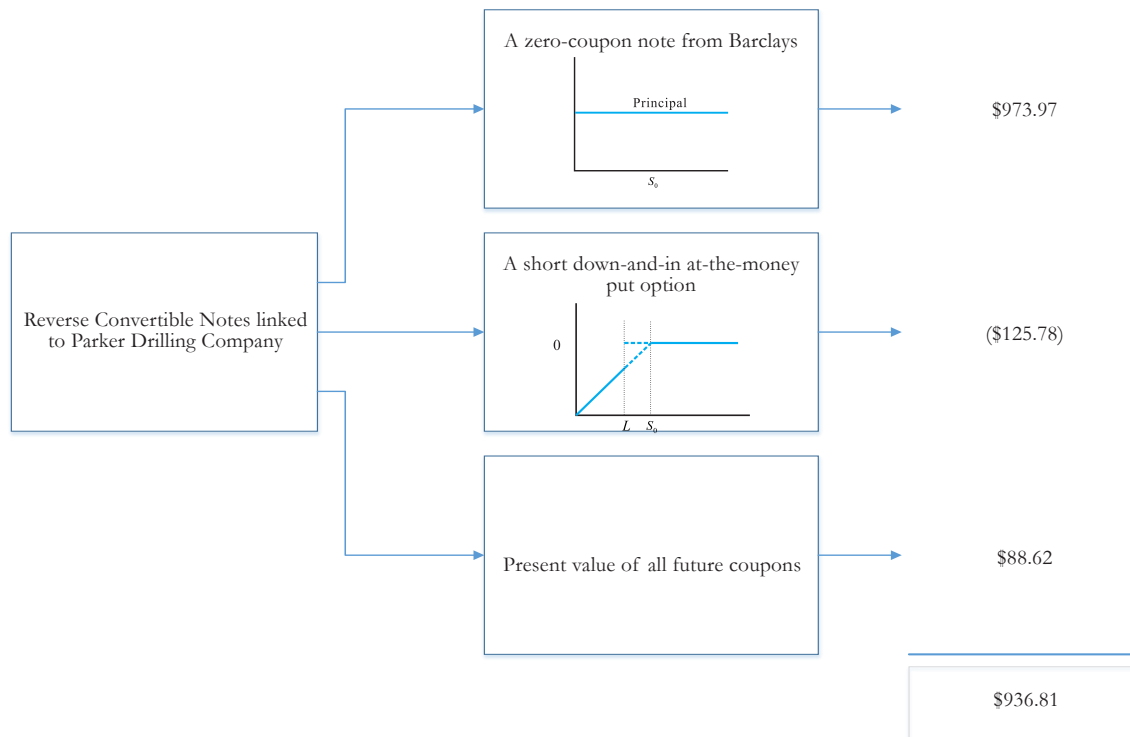 A zero-coupon note from Barclays
Principal
S₀
$973.97
Reverse Convertible Notes linked
to Parker Drilling Company
A short down-and-in at-the-money
put option
0
L S₀
($125.78)
Present value of all future coupons
$88.62
$936.81